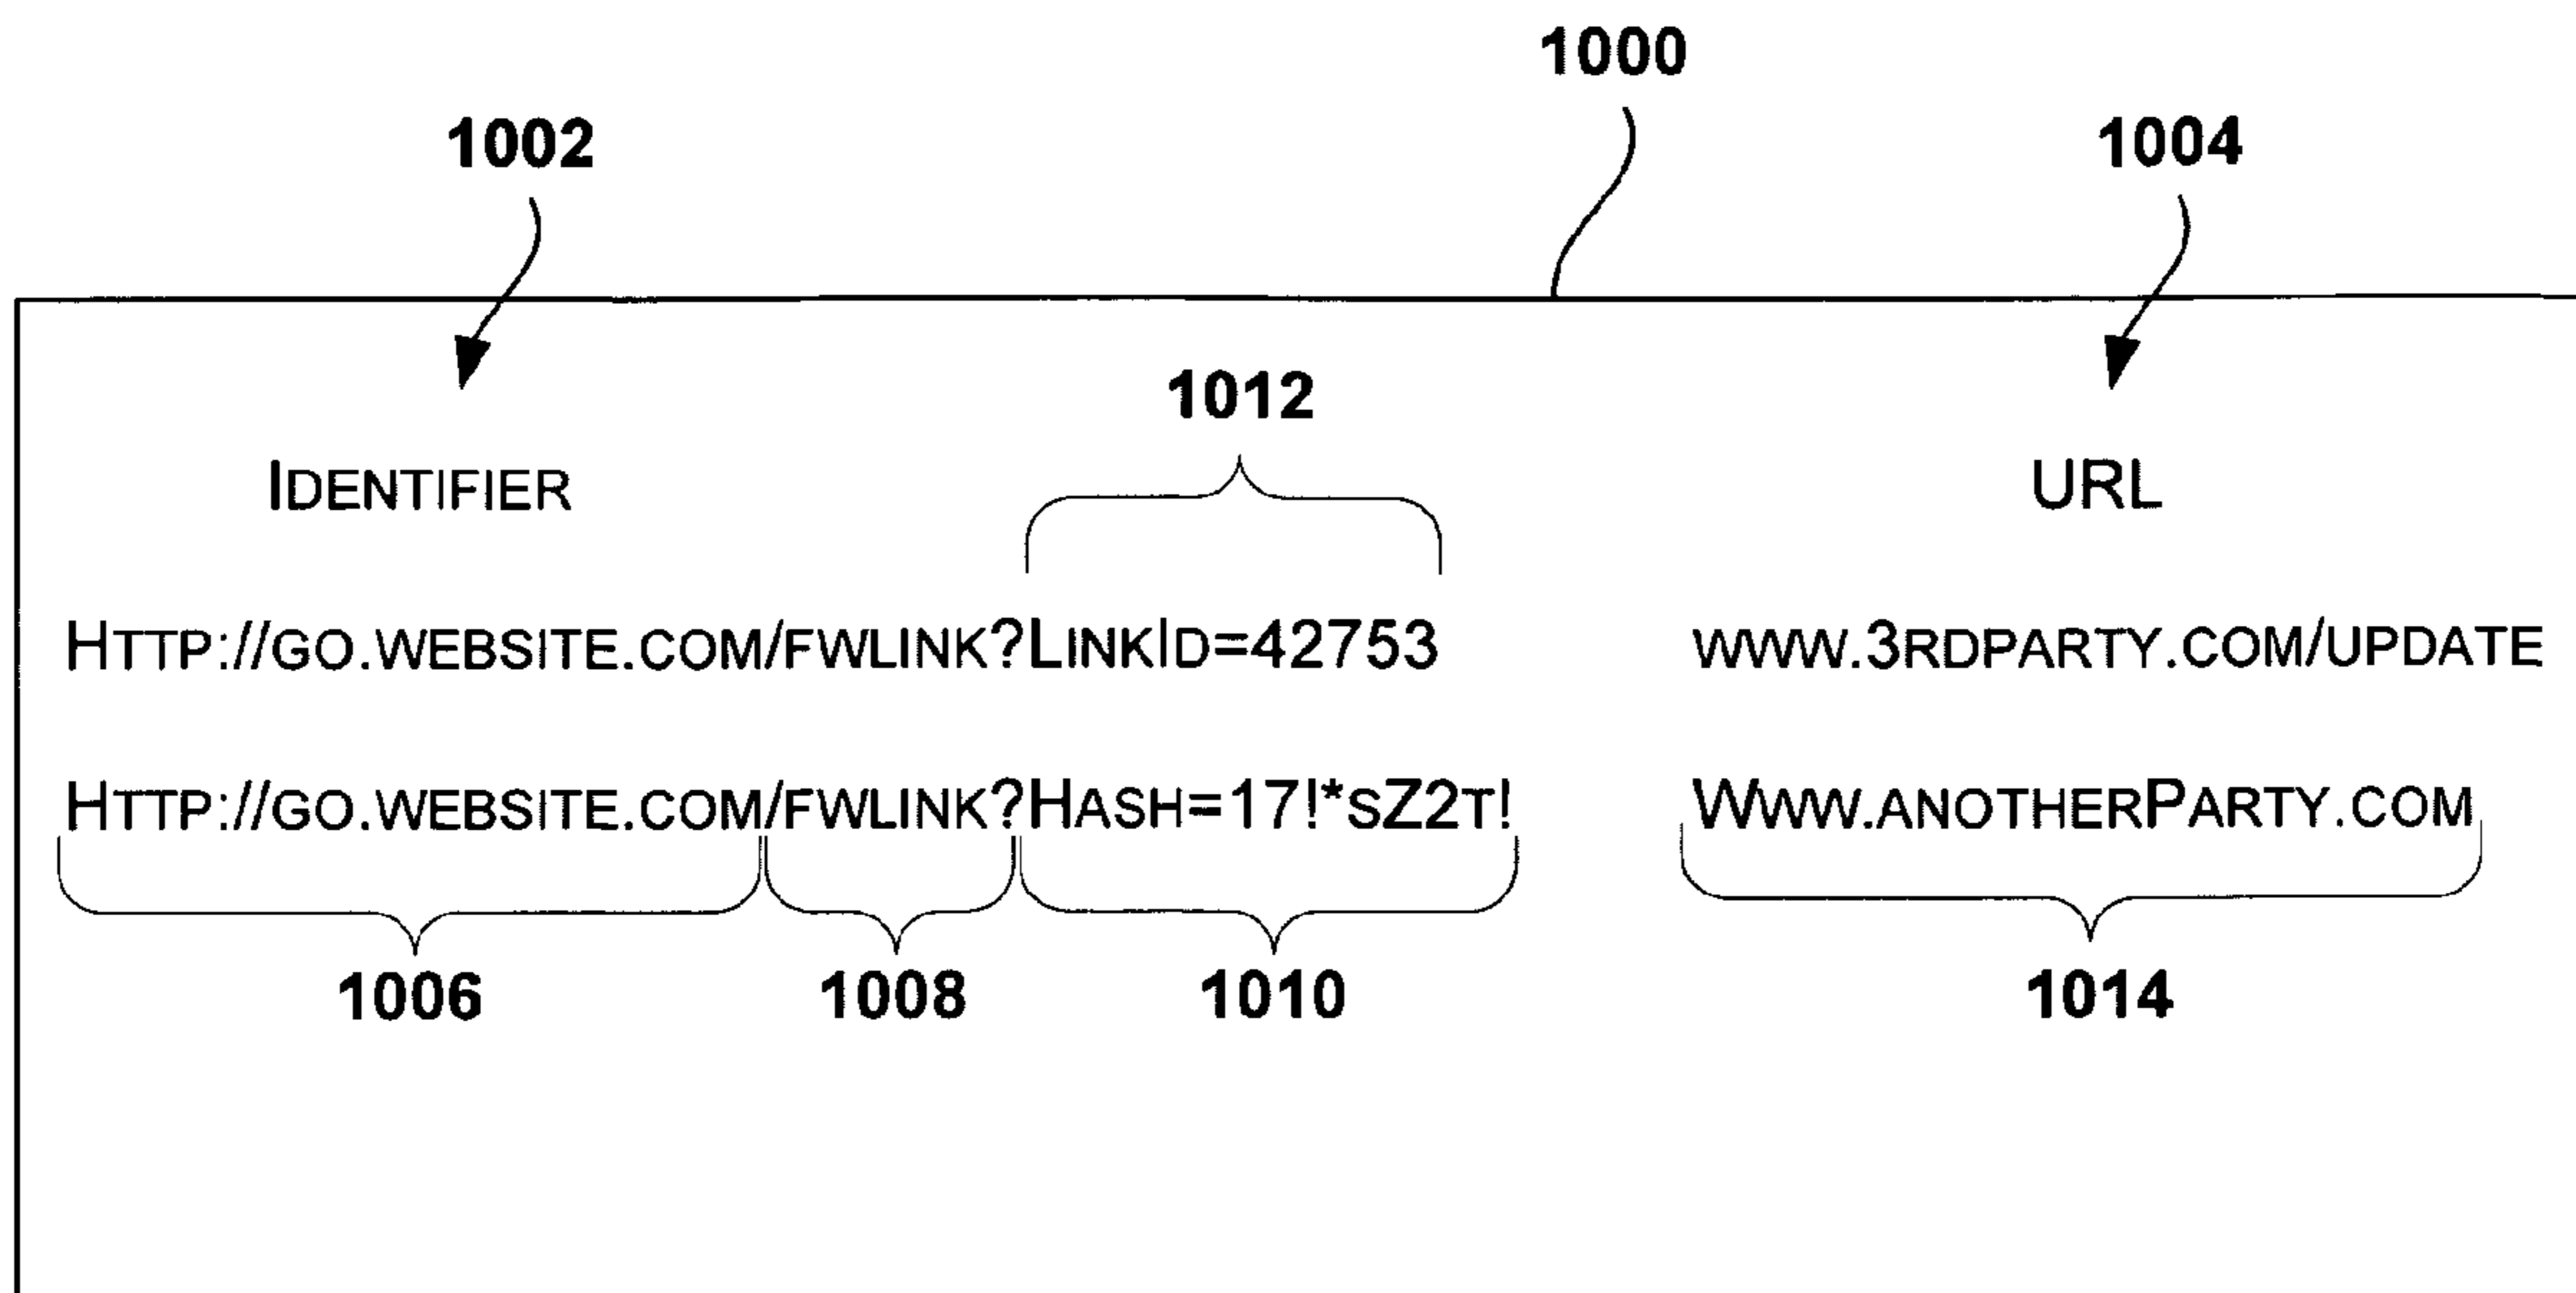 1000
1002 1004
1012
IDENTIFIER URL
HTTP://GO.WEBSITE.COM/FWLINK?LINKID=42753 WWW.3RDPARTY.COM/UPDATE
HTTP://GO.WEBSITE.COM/FWLINK?HASH=17!*SZ2T! WWW.ANOTHERPARTY.COM
1006 1008 1010 1014